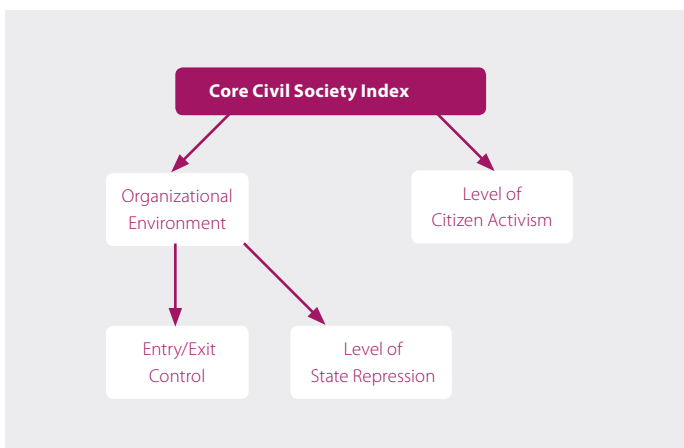 Core Civil Society Index
Organizational
Environment
Level of
Citizen Activism
Entry/Exit
Control
Level of
State Repression